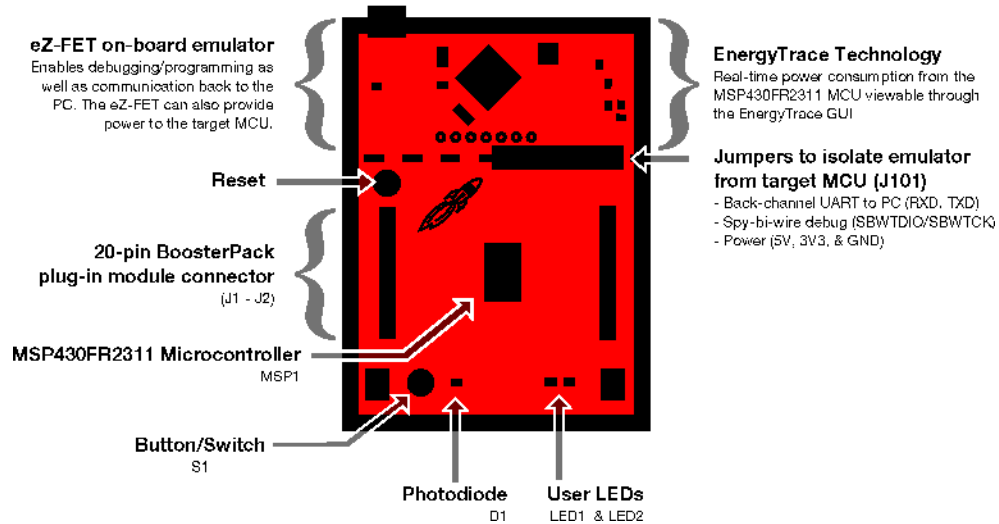 eZ-FET on-board emulator
Enables debugging/programming as
well as communication back to the
PC. The eZ-FET can also provide
power to the target MCU.
Reset
20-pin BoosterPack
plug-in module connector
(J1 - J2)
MSP430FR2311 Microcontroller
MSP1
Button/Switch
S1
Photodiode
D1
User LEDs
LED1 & LED2
EnergyTrace Technology
Real-time power consumption from the
MSP430FR2311 MCU viewable through
the EnergyTrace GUI
Jumpers to isolate emulator
from target MCU (J101)
- Back-channel UART to PC (RXD, TXD)
- Spy-bi-wire debug (SBWTDIO/SBWTCK)
- Power (5V, 3V3, & GND)